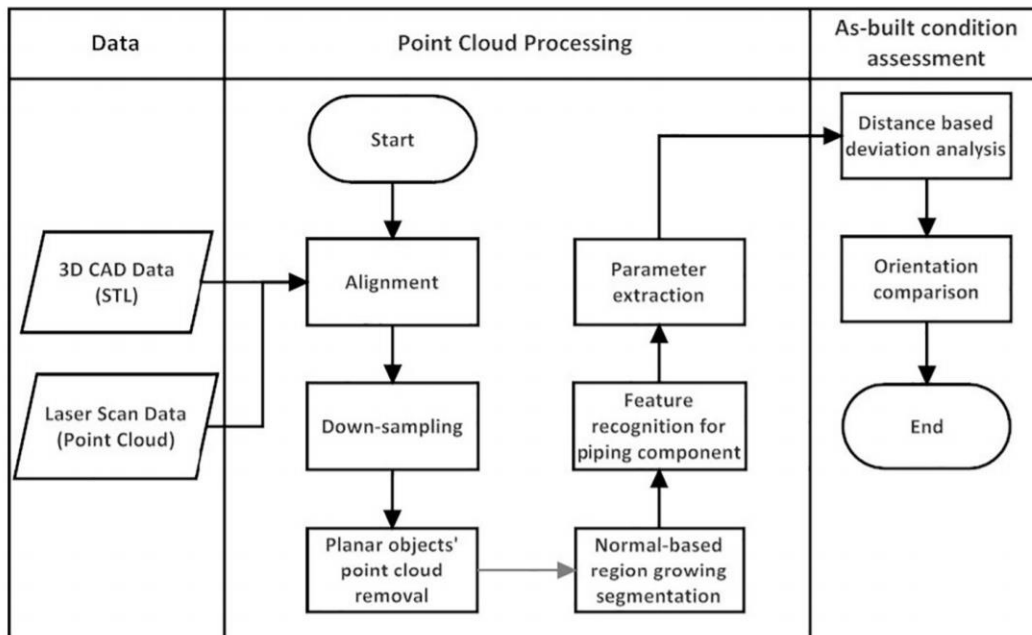 Data
Point Cloud Processing
As-built condition
assessment
Start
3D CAD Data
(STL)
Laser Scan Data
(Point Cloud)
Alignment
Down-sampling
Planar objects'
point cloud
removal
Normal-based
region growing
segmentation
Feature
recognition for
piping component
Parameter
extraction
Distance based
deviation analysis
Orientation
comparison
End